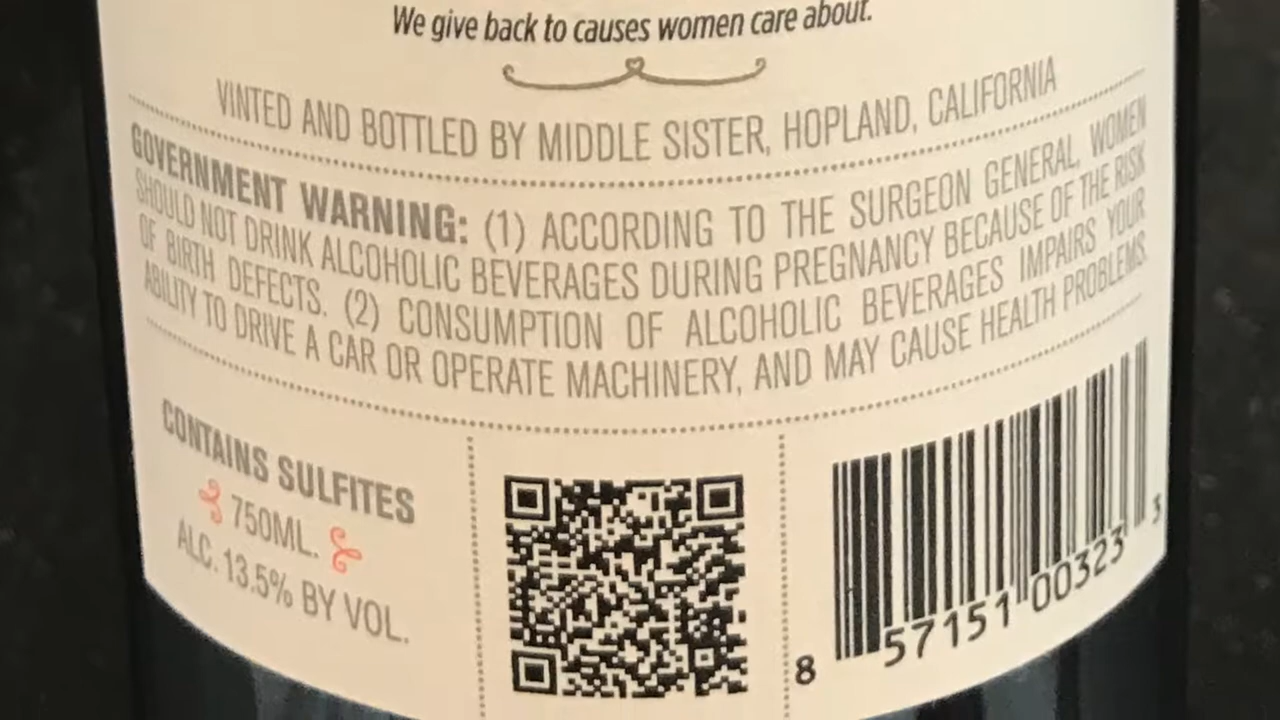 We give back to causes women care about.
VINTED AND BOTTLED BY MIDDLE SISTER, HOPLAND, CALIFORNIA
GOVERNMENT WARNING: (1) ACCORDING TO THE SURGEON GENERAL, WOMEN
SHOULD NOT DRINK ALCOHOLIC BEVERAGES DURING PREGNANCY BECAUSE OF THE RISK
OF BIRTH DEFECTS. (2) CONSUMPTION OF ALCOHOLIC BEVERAGES IMPAIRS YOUR
ABILITY TO DRIVE A CAR OR OPERATE MACHINERY, AND MAY CAUSE HEALTH PROBLEMS.
CONTAINS SULFITES
750ML.
ALC. 13.5% BY VOL.
8 57151 00323 3